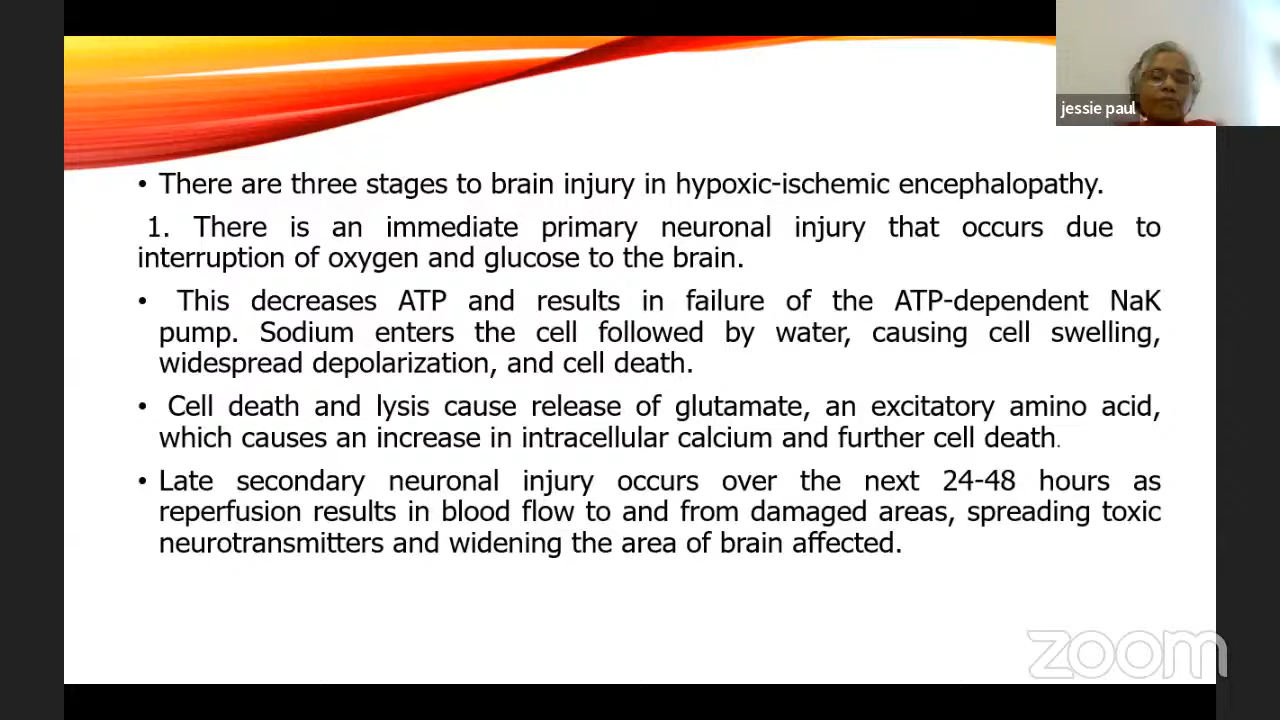 jessie paul
• There are three stages to brain injury in hypoxic-ischemic encephalopathy.
1. There is an immediate primary neuronal injury that occurs due to
interruption of oxygen and glucose to the brain.
• This decreases ATP and results in failure of the ATP-dependent NaK
pump. Sodium enters the cell followed by water, causing cell swelling,
widespread depolarization, and cell death.
• Cell death and lysis cause release of glutamate, an excitatory amino acid,
which causes an increase in intracellular calcium and further cell death.
• Late secondary neuronal injury occurs over the next 24-48 hours as
reperfusion results in blood flow to and from damaged areas, spreading toxic
neurotransmitters and widening the area of brain affected.
zoom